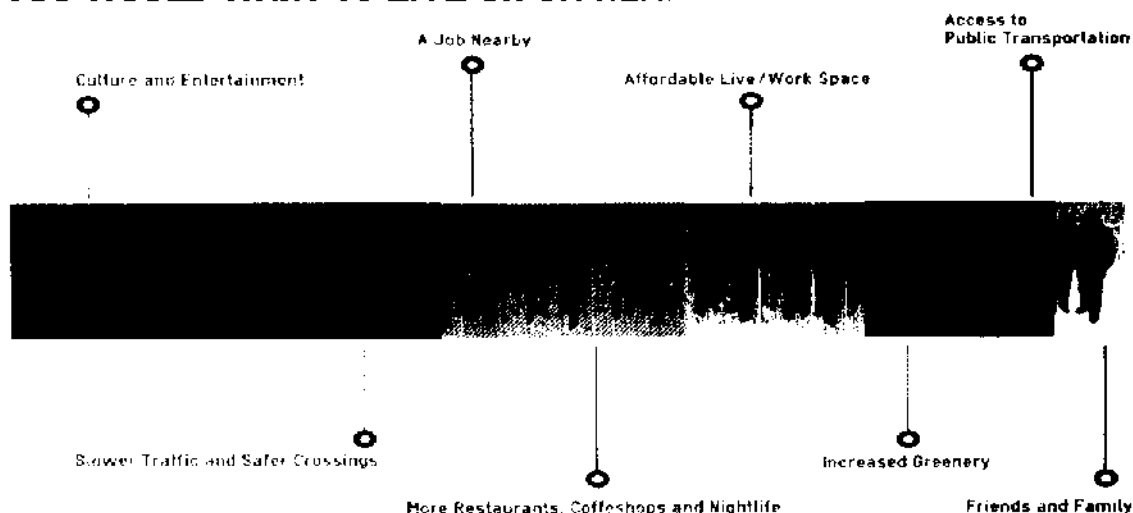 A Job Nearby
Access to
Public Transportation
Culture and Entertainment
Affordable Live/Work Space
Slower Traffic and Safer Crossings
Increased Greenery
More Restaurants, Coffeshops and Nightlife
Friends and Family